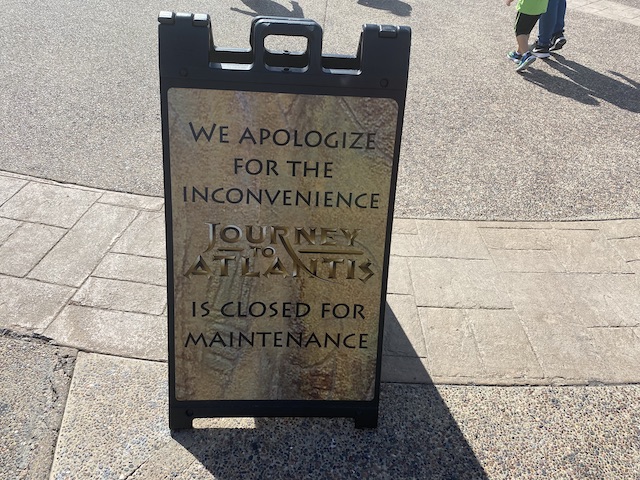 WE APOLOGIZE
FOR THE
INCONVENIENCE
JOURNEY
TO
ATLANTIS
IS CLOSED FOR
MAINTENANCE